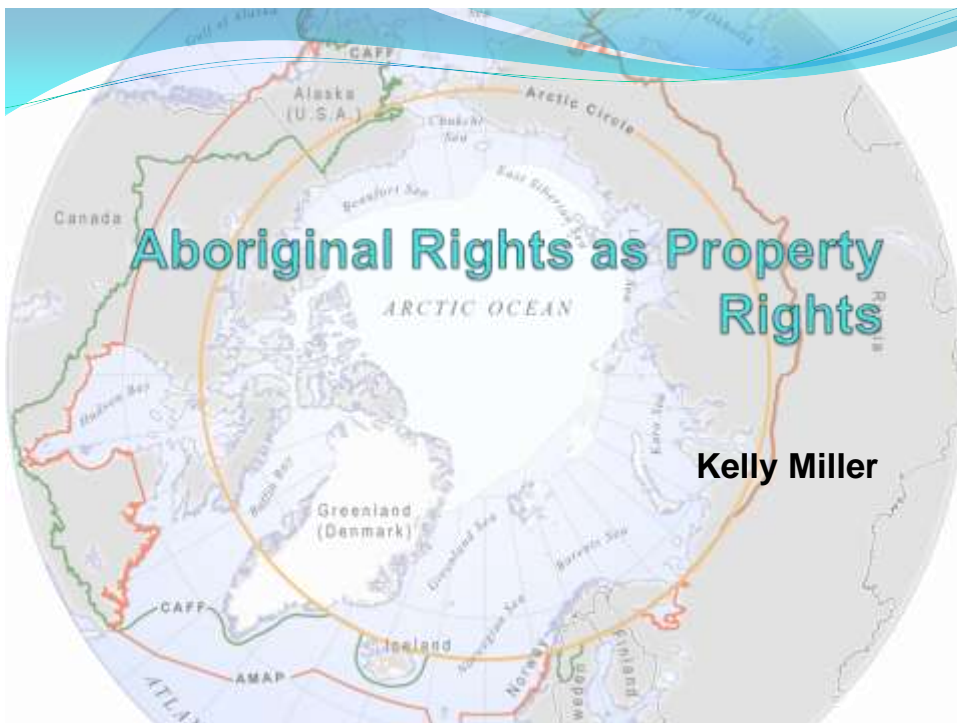 Gulf of Alaska
CAFF
Alaska
(U.S.A.)
Arctic Circle
Chukchi
Sea
Beaufort Sea
East Siberian Sea
Canada
Aboriginal Rights as Property
Rights
ARCTIC OCEAN
Sea
Hudson Bay
Kara Sea
Kelly Miller
Baffin Bay
Greenland
(Denmark)
Greenland Sea
Barents Sea
CAFF
Iceland
Norwegian Sea
Norway
Finland
AMAP